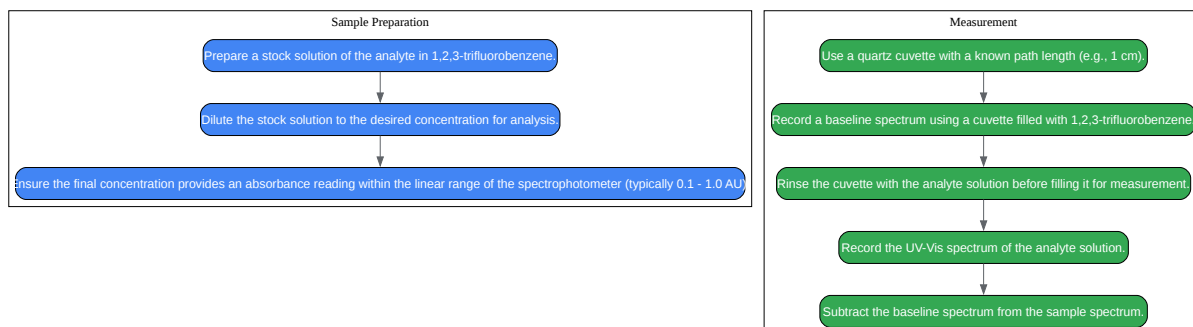 Sample Preparation
Prepare a stock solution of the analyte in 1,2,3-trifluorobenzene.
Dilute the stock solution to the desired concentration for analysis.
Ensure the final concentration provides an absorbance reading within the linear range of the spectrophotometer (typically 0.1 - 1.0 AU).
Measurement
Use a quartz cuvette with a known path length (e.g., 1 cm).
Record a baseline spectrum using a cuvette filled with 1,2,3-trifluorobenzene.
Rinse the cuvette with the analyte solution before filling it for measurement.
Record the UV-Vis spectrum of the analyte solution.
Subtract the baseline spectrum from the sample spectrum.